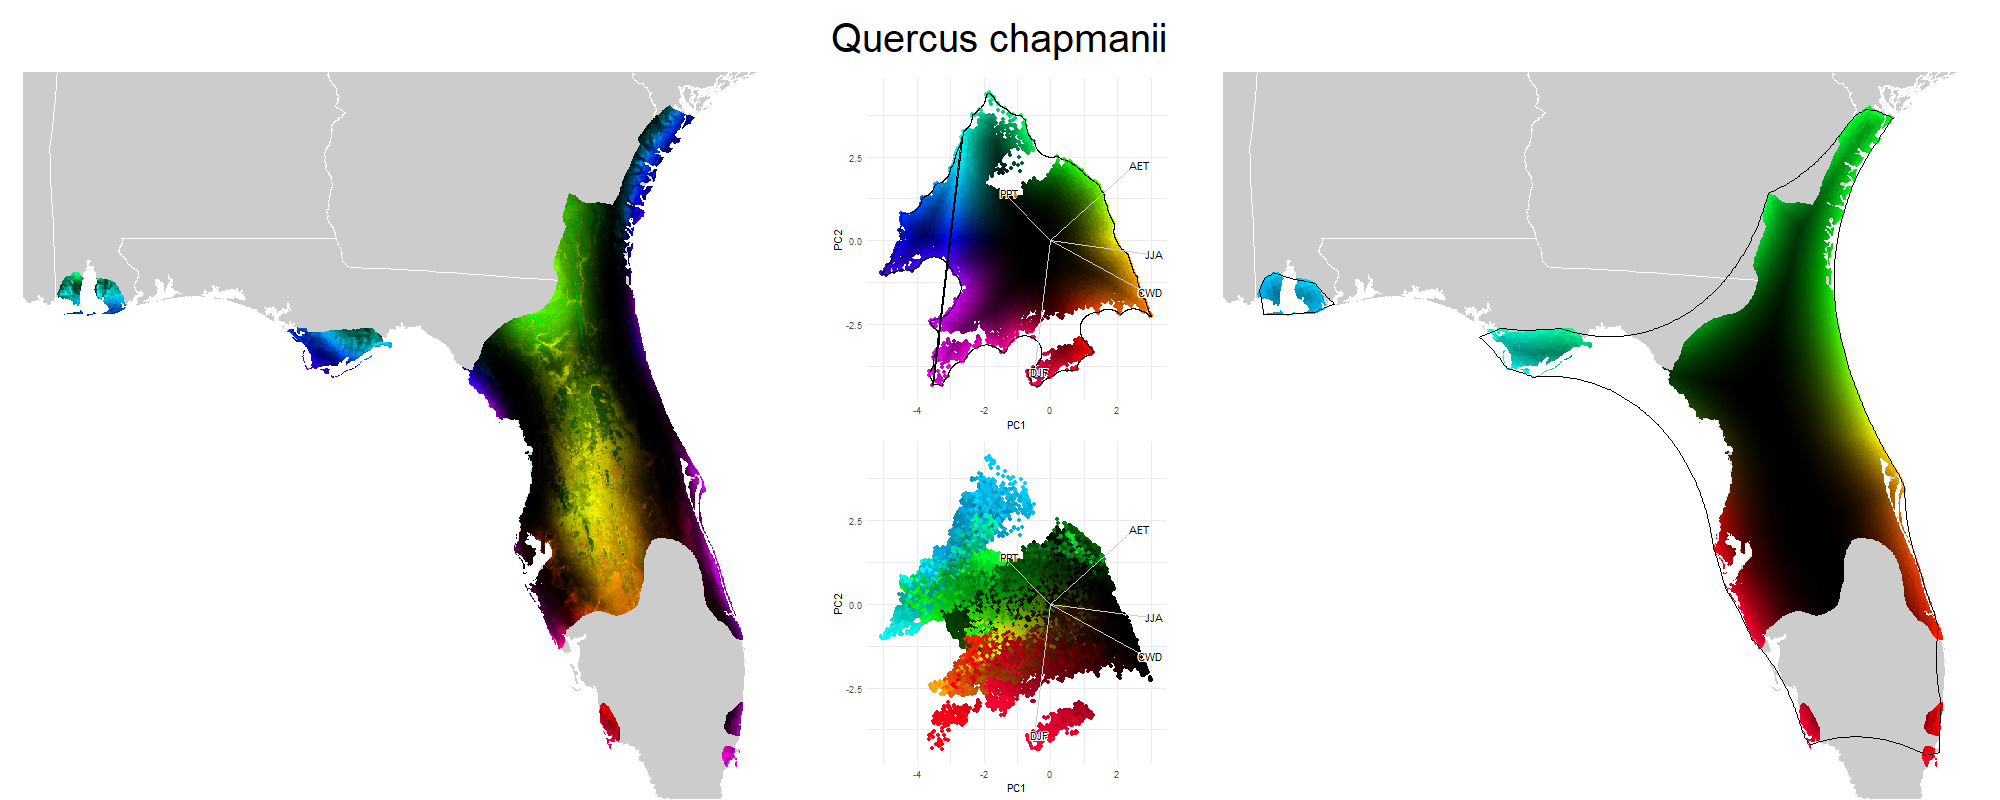 Quercus chapmanii
2.5
0.0
-2.5
PC2
AET
PPT
JJA
CWD
DJF
-4
-2
0
2
PC1
2.5
0.0
-2.5
PC2
AET
PPT
JJA
CWD
DJF
-4
-2
0
2
PC1